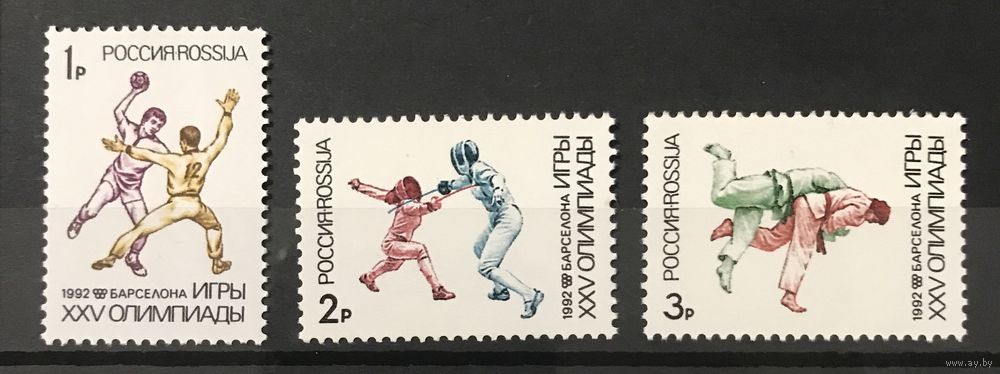 1р
РОССИЯ·ROSSIJA
12
1992 БАРСЕЛОНА ИГРЫ
XXV ОЛИМПИАДЫ
РОССИЯ·ROSSIJA
2р
1992 БАРСЕЛОНА ИГРЫ
XXV ОЛИМПИАДЫ
РОССИЯ·ROSSIJA
3р
1992 БАРСЕЛОНА ИГРЫ
XXV ОЛИМПИАДЫ
www.ay.by